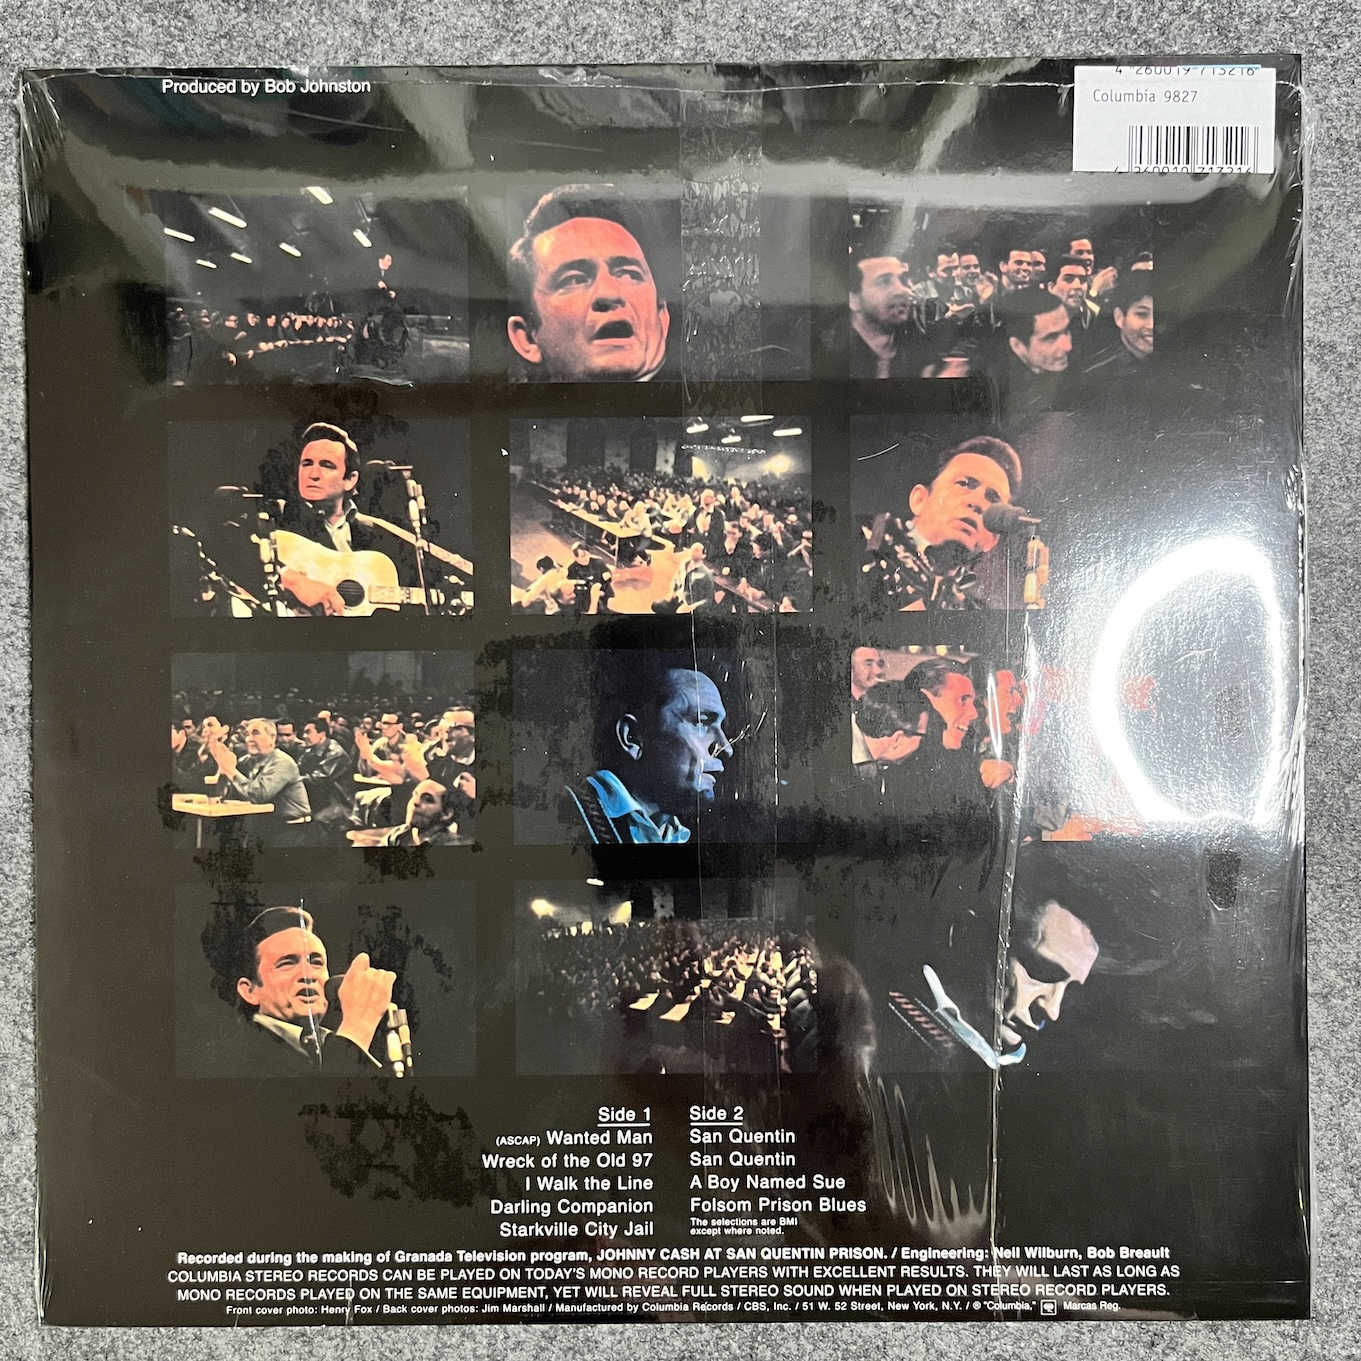 Produced by Bob Johnston
4 260019 713216
Columbia 9827
4 260019 713216
Side 1
(ASCAP) Wanted Man
Wreck of the Old 97
I Walk the Line
Darling Companion
Starkville City Jail
Side 2
San Quentin
San Quentin
A Boy Named Sue
Folsom Prison Blues
The selections are BMI
except where noted.
Recorded during the making of Granada Television program, JOHNNY CASH AT SAN QUENTIN PRISON. / Engineering: Neil Wilburn, Bob Breault
COLUMBIA STEREO RECORDS CAN BE PLAYED ON TODAY'S MONO RECORD PLAYERS WITH EXCELLENT RESULTS. THEY WILL LAST AS LONG AS
MONO RECORDS PLAYED ON THE SAME EQUIPMENT, YET WILL REVEAL FULL STEREO SOUND WHEN PLAYED ON STEREO RECORD PLAYERS.
Front cover photo: Henry Fox / Back cover photos: Jim Marshall / Manufactured by Columbia Records / CBS, Inc. / 51 W. 52 Street, New York, N.Y. / ® "Columbia," Marcas Reg.